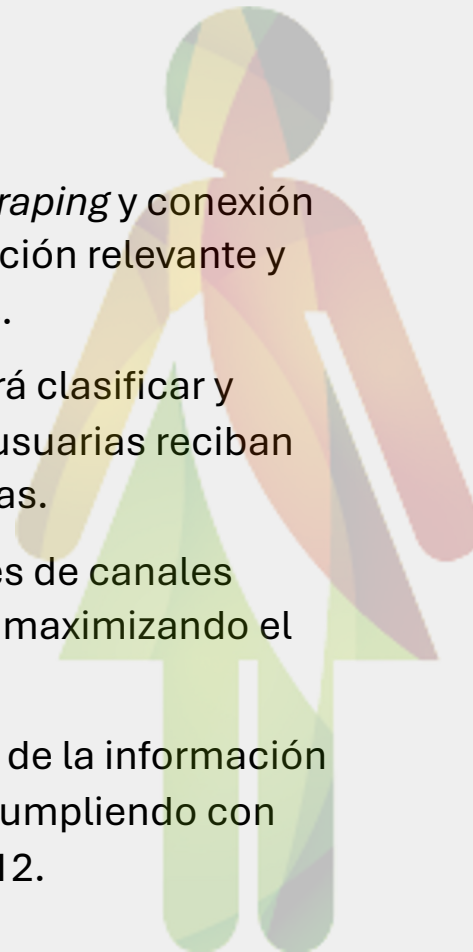 raping y conexión
ción relevante y
.
rá clasificar y
usuarias reciban
as.
es de canales
maximizando el
de la información
umpliendo con
12.